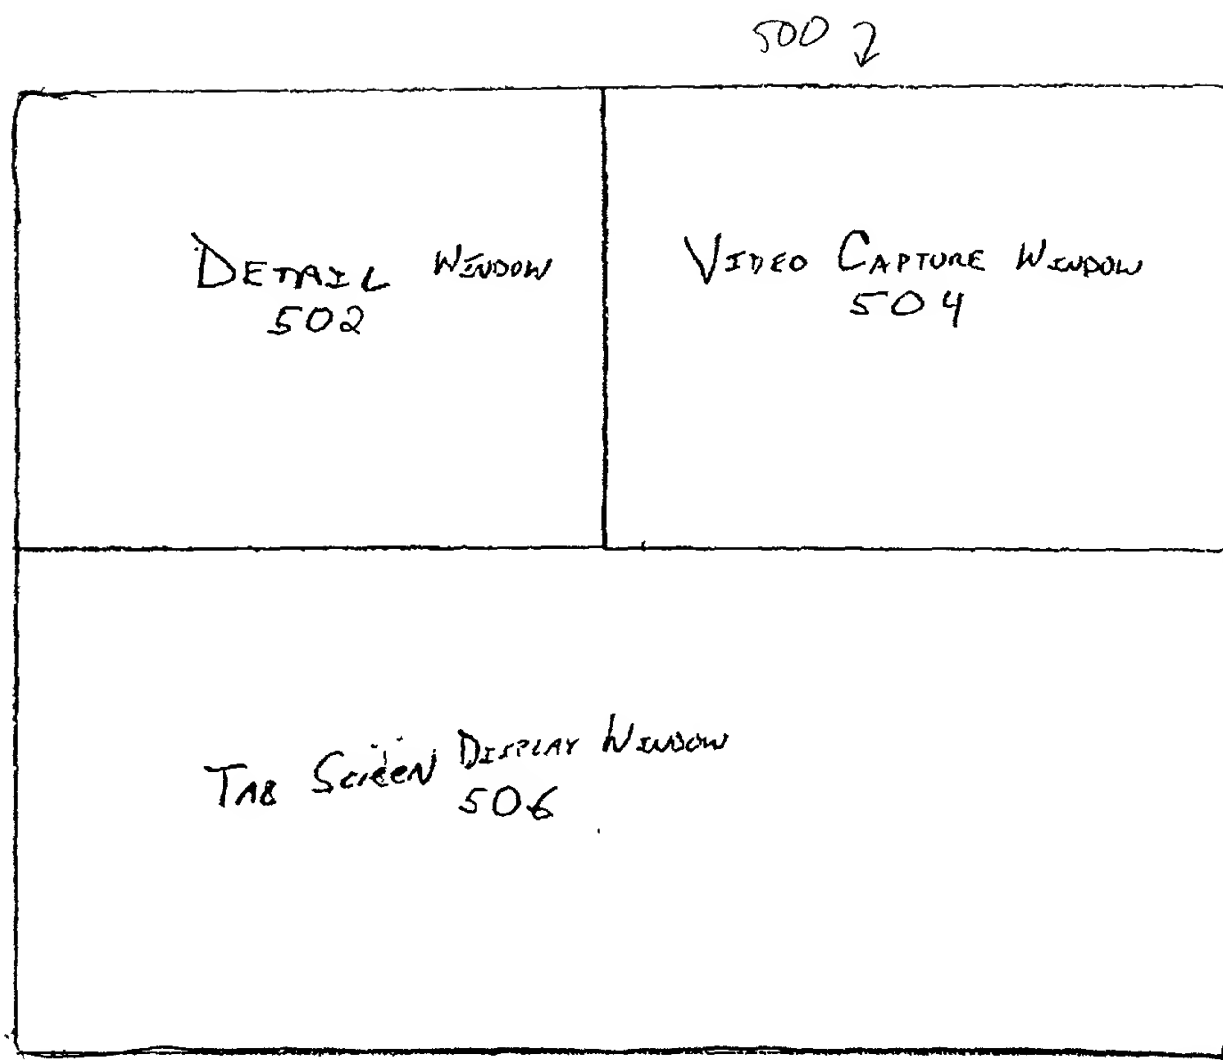 500
DETAIL WINDOW
502
VIDEO CAPTURE WINDOW
504
TAB SCREEN DISPLAY WINDOW
506